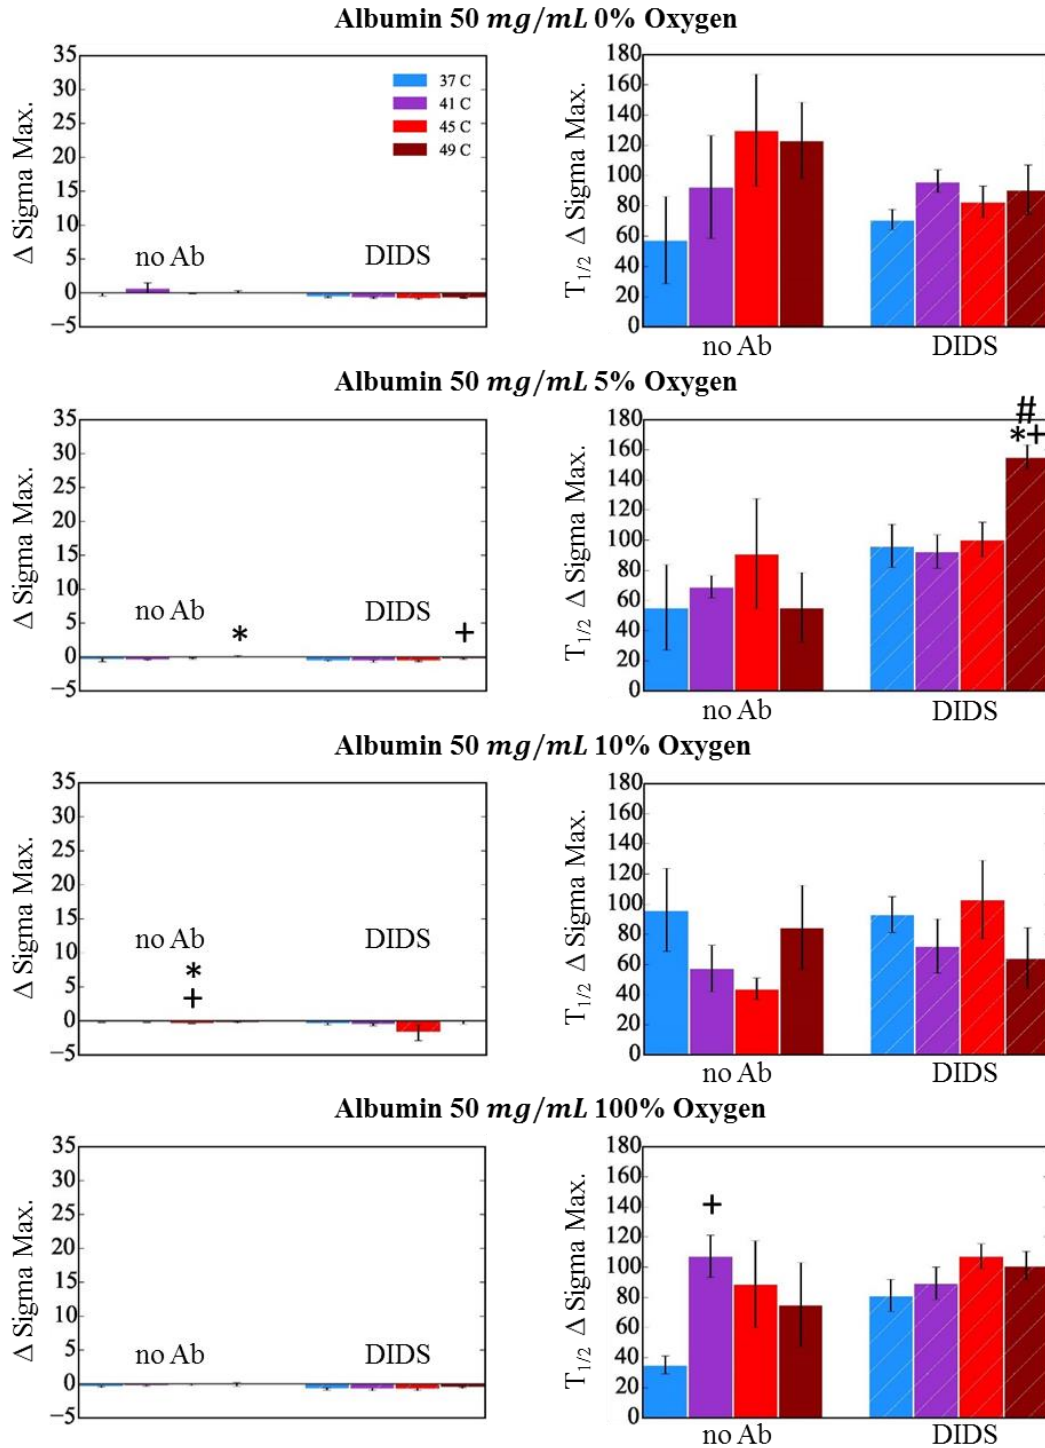 Albumin 50 mg/mL 0% Oxygen
35
30
25
20
15
10
5
0
−5
Δ Sigma Max.
37 C
41 C
45 C
49 C
no Ab
DIDS
180
160
140
120
100
80
60
40
20
0
T1/2 Δ Sigma Max.
no Ab
DIDS
Albumin 50 mg/mL 5% Oxygen
35
30
25
20
15
10
5
0
−5
Δ Sigma Max.
no Ab
DIDS
*
+
180
160
140
120
100
80
60
40
20
0
T1/2 Δ Sigma Max.
#
*+
no Ab
DIDS
Albumin 50 mg/mL 10% Oxygen
35
30
25
20
15
10
5
0
−5
Δ Sigma Max.
no Ab
DIDS
*
+
180
160
140
120
100
80
60
40
20
0
T1/2 Δ Sigma Max.
no Ab
DIDS
Albumin 50 mg/mL 100% Oxygen
35
30
25
20
15
10
5
0
−5
Δ Sigma Max.
no Ab
DIDS
180
160
140
120
100
80
60
40
20
0
T1/2 Δ Sigma Max.
+
no Ab
DIDS